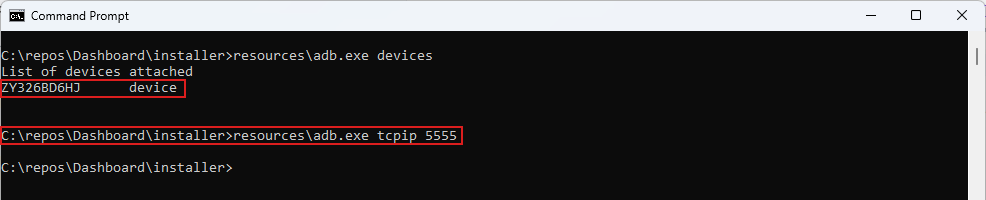 Command Prompt
C:\repos\Dashboard\installer>resources\adb.exe devices
List of devices attached
ZY326BD6HJ      device
C:\repos\Dashboard\installer>resources\adb.exe tcpip 5555
C:\repos\Dashboard\installer>